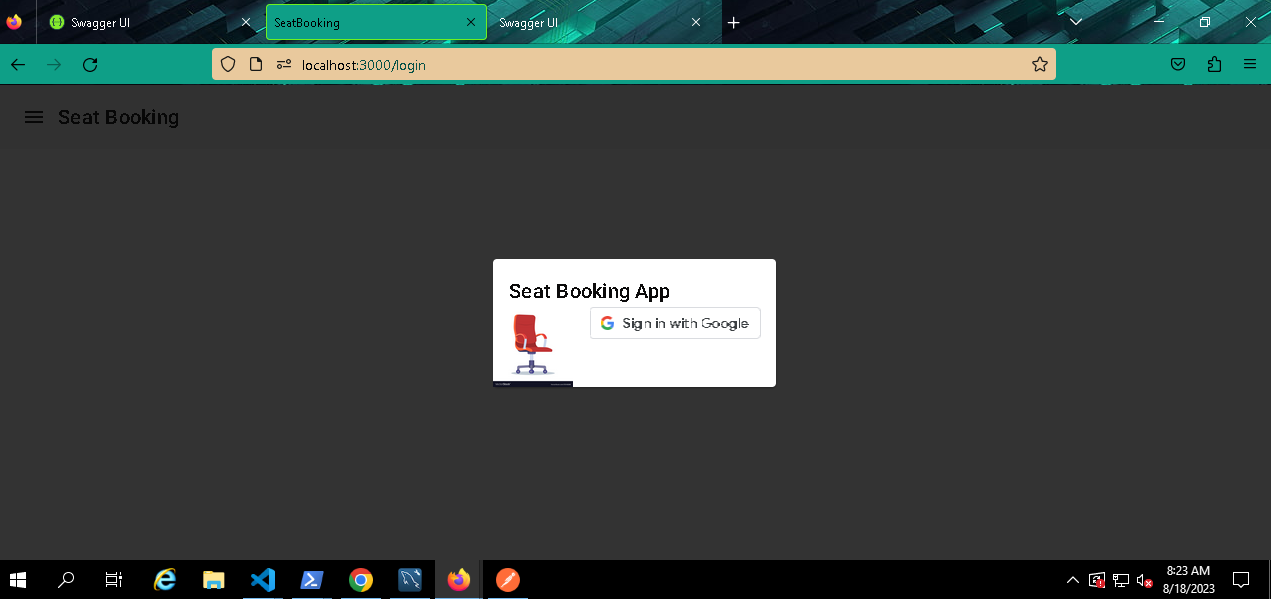 Swagger UI
SeatBooking
Swagger UI
localhost:3000/login
Seat Booking
Seat Booking App
Sign in with Google
8:23 AM
8/18/2023